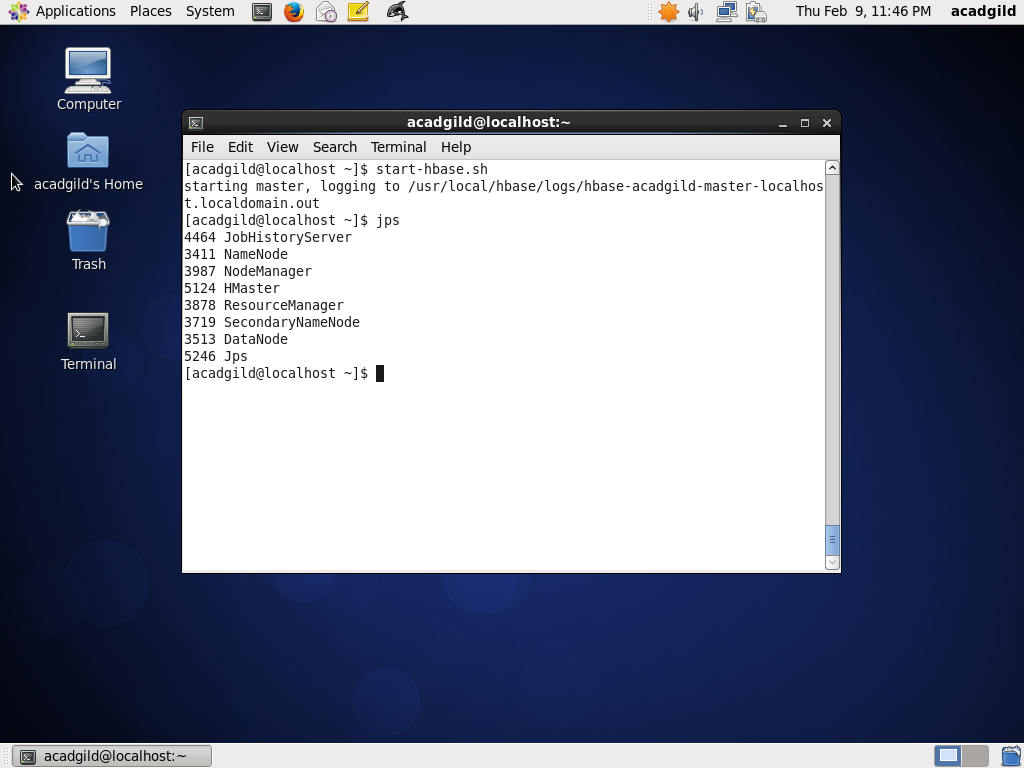 Applications Places System Thu Feb 9, 11:46 PM acadgild
Computer
acadgild's Home
Trash
Terminal
acadgild@localhost:~
File Edit View Search Terminal Help
[acadgild@localhost ~]$ start-hbase.sh
starting master, logging to /usr/local/hbase/logs/hbase-acadgild-master-localhos
t.localdomain.out
[acadgild@localhost ~]$ jps
4464 JobHistoryServer
3411 NameNode
3987 NodeManager
5124 HMaster
3878 ResourceManager
3719 SecondaryNameNode
3513 DataNode
5246 Jps
[acadgild@localhost ~]$
acadgild@localhost:~